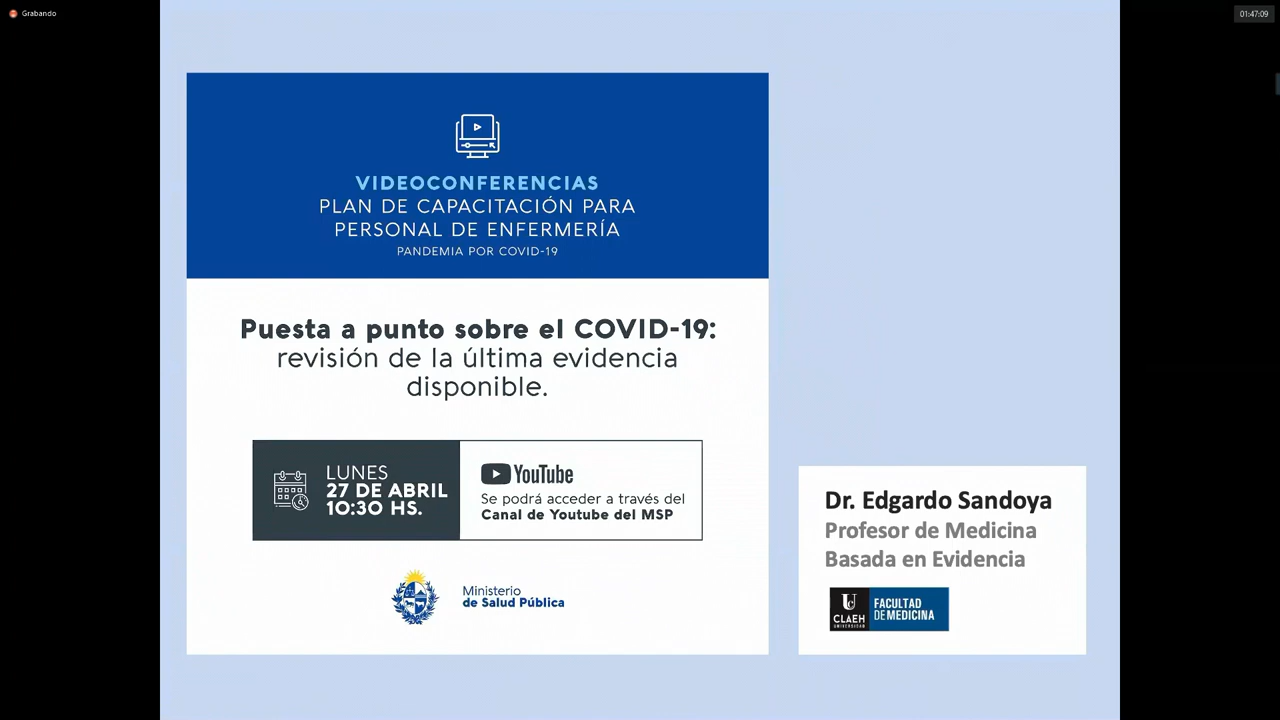 Grabando
01:47:09
VIDEOCONFERENCIAS
PLAN DE CAPACITACIÓN PARA
PERSONAL DE ENFERMERÍA
PANDEMIA POR COVID-19
Puesta a punto sobre el COVID-19:
revisión de la última evidencia
disponible.
LUNES
27 DE ABRIL
10:30 HS.
YouTube
Se podrá acceder a través del
Canal de Youtube del MSP
Ministerio
de Salud Pública
Dr. Edgardo Sandoya
Profesor de Medicina
Basada en Evidencia
CLAEH
UNIVERSIDAD
FACULTAD
DE MEDICINA